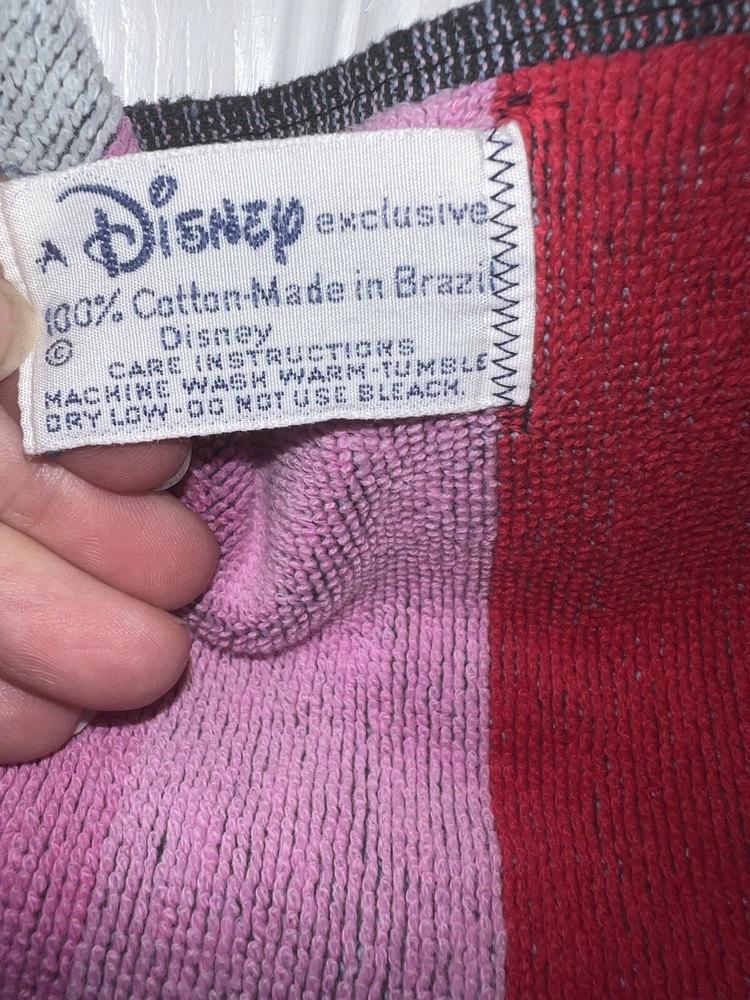 A Disney exclusive
100% Cotton-Made in Brazil
© Disney
CARE INSTRUCTIONS
MACHINE WASH WARM-TUMBLE
DRY LOW-DO NOT USE BLEACH.